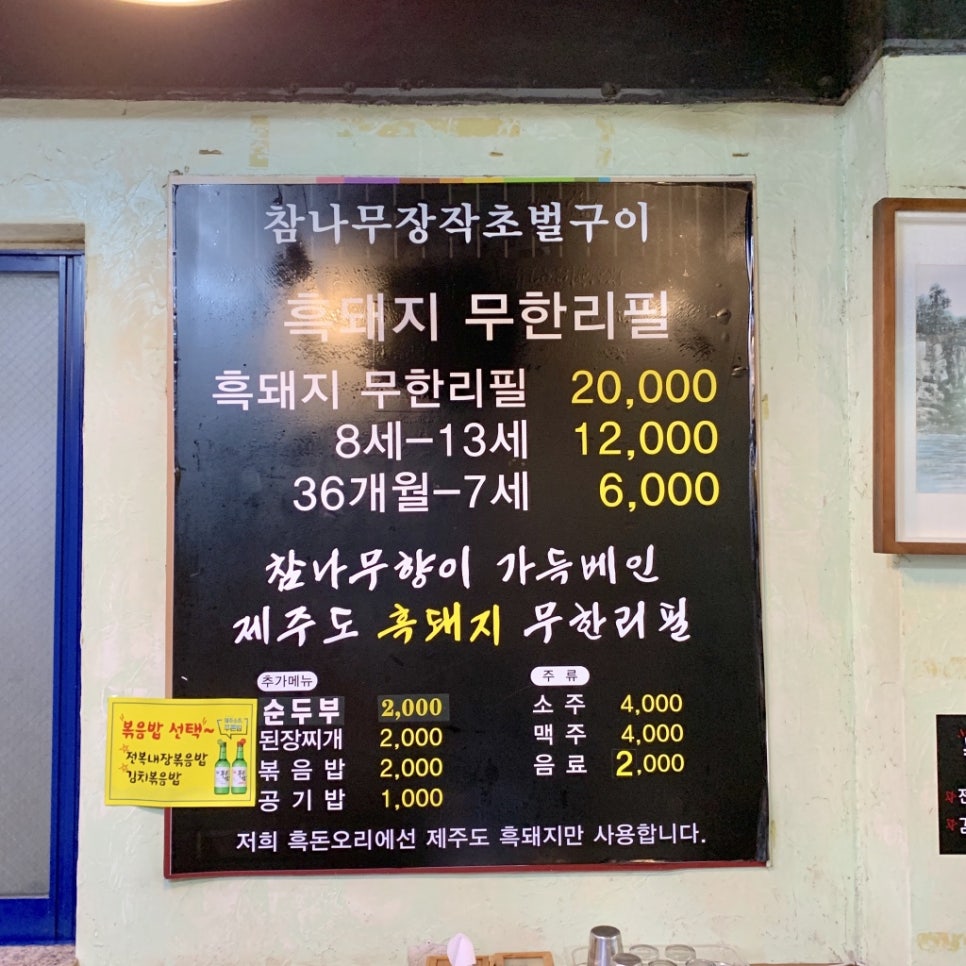 참나무장작초벌구이
흑돼지 무한리필
흑돼지 무한리필 20,000
8세-13세 12,000
36개월-7세 6,000
참나무향이 가득베인
제주도 흑돼지 무한리필
추가메뉴
순두부 2,000
된장찌개 2,000
볶음밥 2,000
공기밥 1,000
주류
소주 4,000
맥주 4,000
음료 2,000
저희 흑돈오리에선 제주도 흑돼지만 사용합니다.
볶음밥 선택~
전복내장볶음밥
김치볶음밥